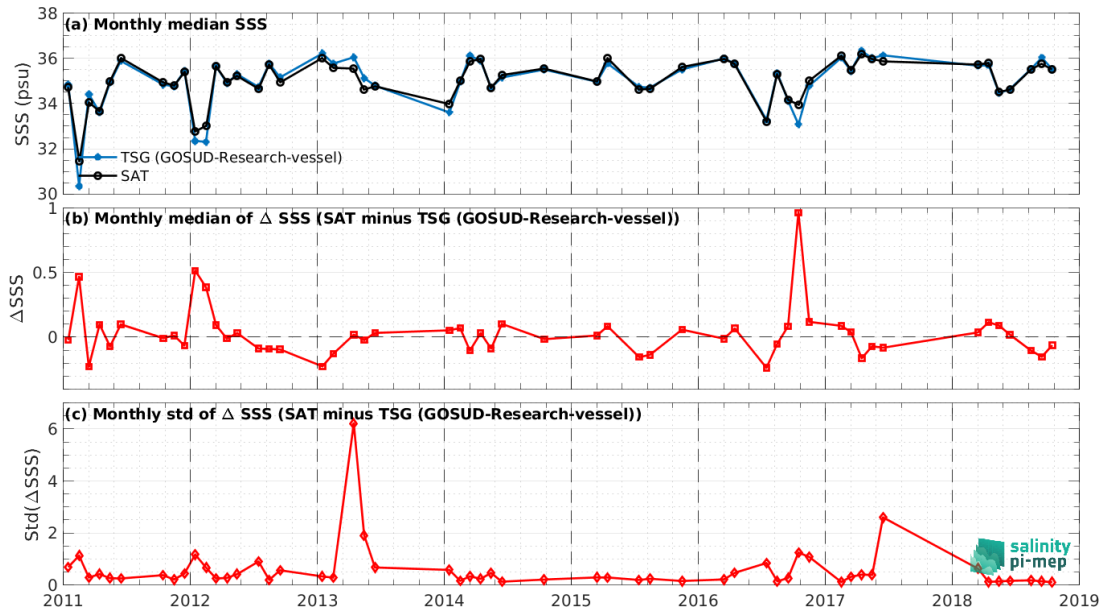 (a) Monthly median SSS
38
36
34
32
30
SSS (psu)
TSG (GOSUD-Research-vessel)
SAT
(b) Monthly median of Δ SSS (SAT minus TSG (GOSUD-Research-vessel))
1
0.5
0
ΔSSS
(c) Monthly std of Δ SSS (SAT minus TSG (GOSUD-Research-vessel))
6
4
2
0
Std(ΔSSS)
salinity
pi-mep
2011 2012 2013 2014 2015 2016 2017 2018 2019